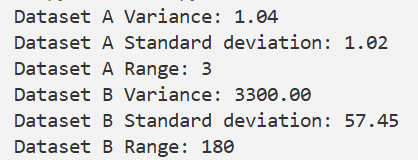 Dataset A Variance: 1.04
Dataset A Standard deviation: 1.02
Dataset A Range: 3
Dataset B Variance: 3300.00
Dataset B Standard deviation: 57.45
Dataset B Range: 180